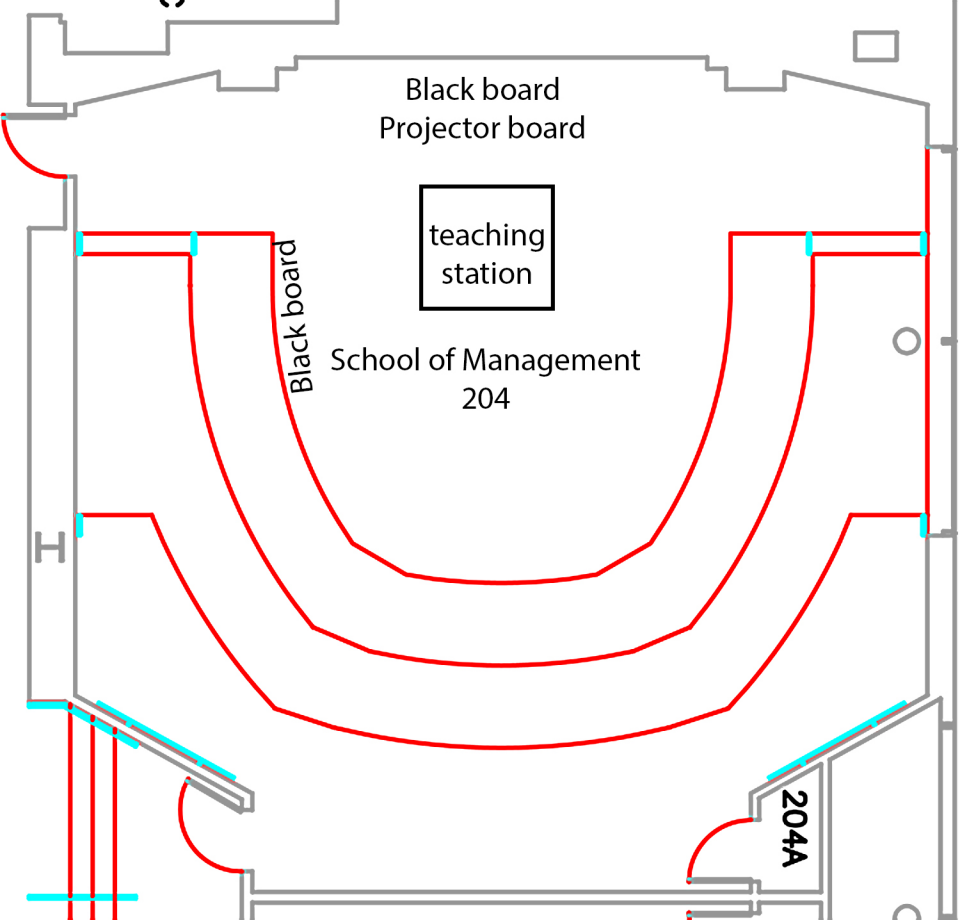 Black board
Projector board
teaching
station
Black board
School of Management
204
204A